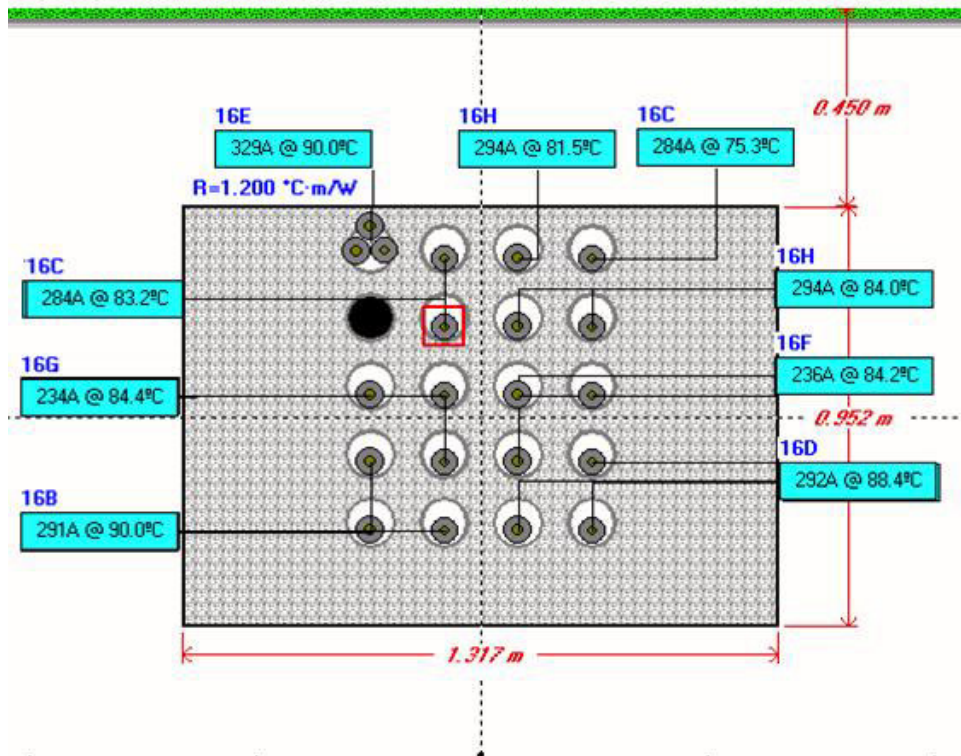 0.450 m
16E
329A @ 90.0ºC
16H
294A @ 81.5ºC
16C
284A @ 75.3ºC
R=1.200 °C·m/W
16C
284A @ 83.2ºC
16H
294A @ 84.0ºC
16G
234A @ 84.4ºC
16F
236A @ 84.2ºC
0.952 m
16D
292A @ 88.4ºC
16B
291A @ 90.0ºC
1.317 m